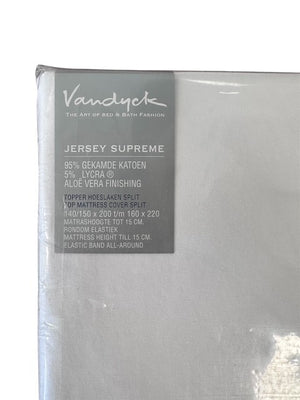 Vandyck
THE ART OF BED & BATH FASHION
JERSEY SUPREME
95% GEKAMDE KATOEN
5% _LYCRA ®
ALOE VERA FINISHING
TOPPER HOESLAKEN SPLIT
TOP MATTRESS COVER SPLIT
140/150 x 200 t/m 160 x 220
MATRASHOOGTE TOT 15 CM.
RONDOM ELASTIEK
MATTRESS HEIGHT TILL 15 CM.
ELASTIC BAND ALL-AROUND